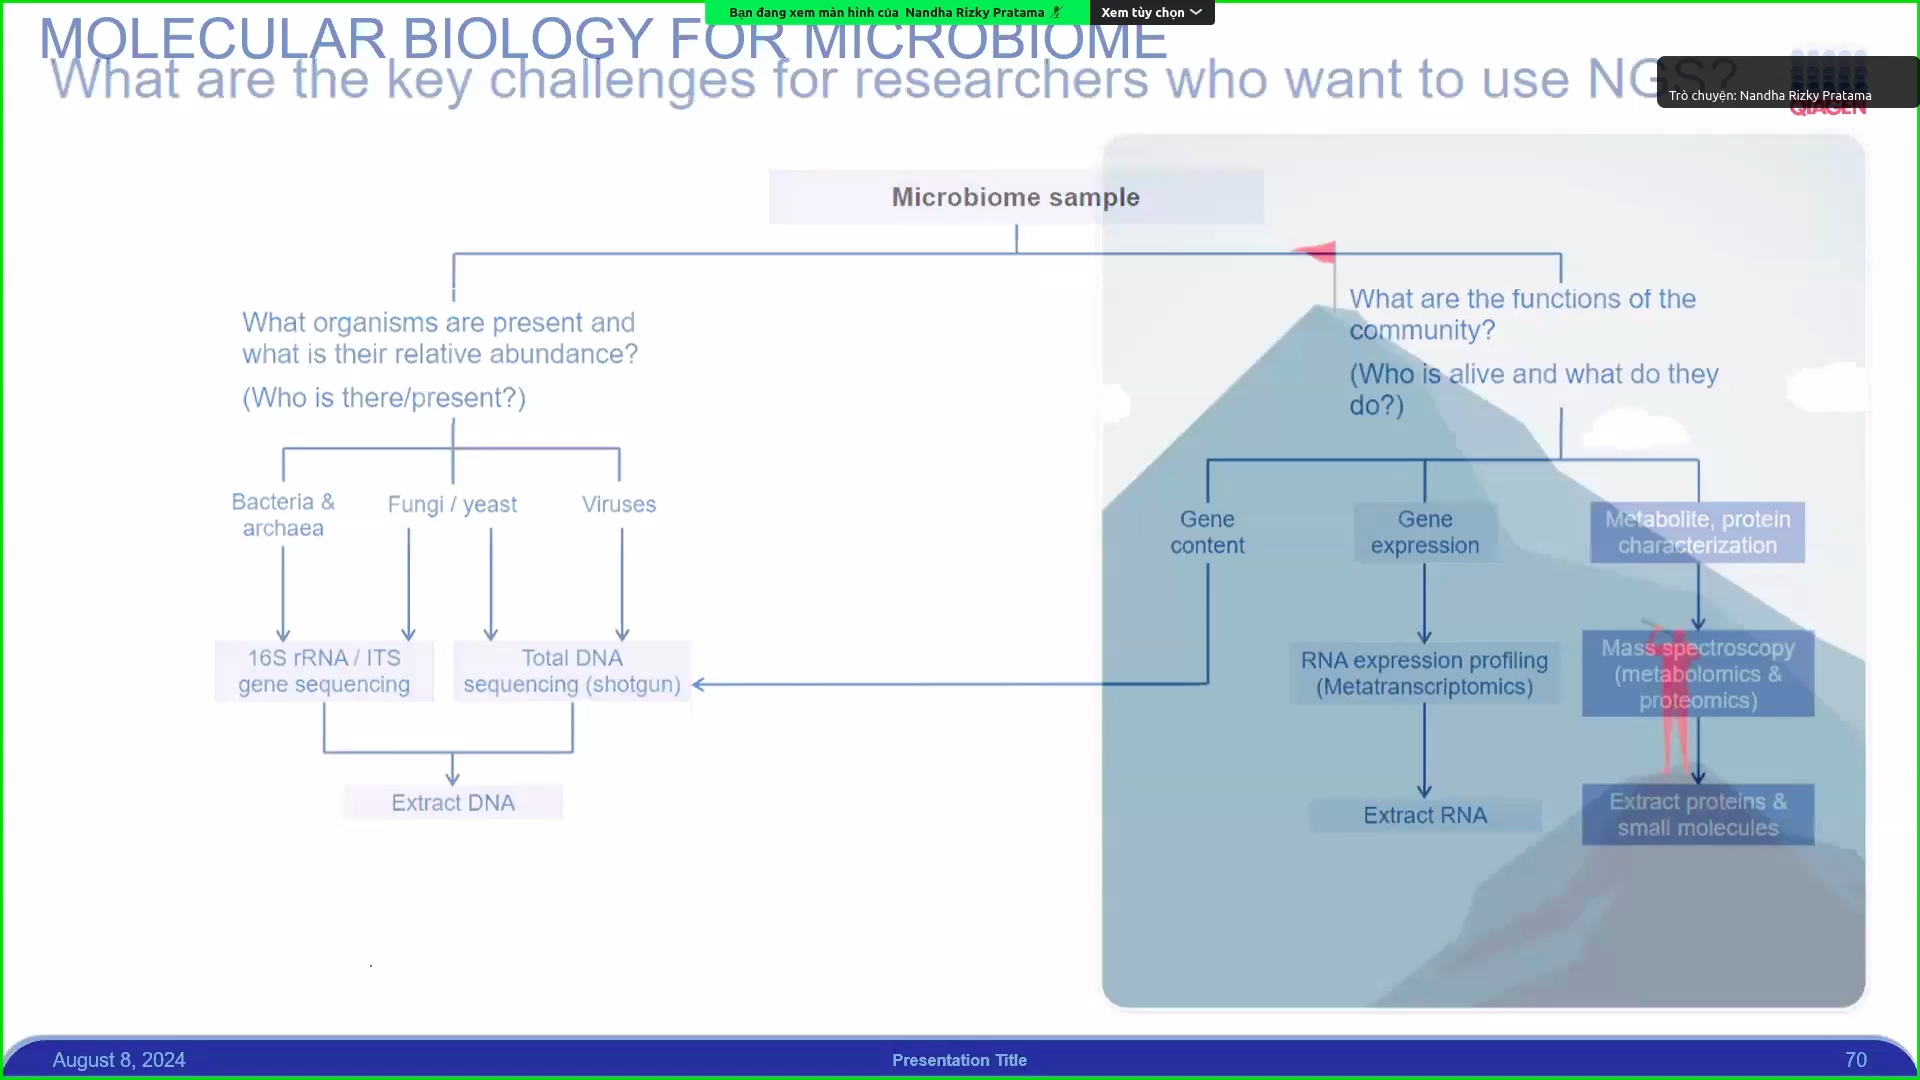 Bạn đang xem màn hình của Nandha Rizky Pratama
Xem tùy chọn
MOLECULAR BIOLOGY FOR MICROBIOME
What are the key challenges for researchers who want to use NGS?
Trò chuyện: Nandha Rizky Pratama
QIAGEN
Microbiome sample
What organisms are present and
what is their relative abundance?
(Who is there/present?)
What are the functions of the
community?
(Who is alive and what do they
do?)
Bacteria &
archaea
Fungi / yeast
Viruses
Gene
content
Gene
expression
Metabolite, protein
characterization
16S rRNA / ITS
gene sequencing
Total DNA
sequencing (shotgun)
RNA expression profiling
(Metatranscriptomics)
Mass spectroscopy
(metabolomics &
proteomics)
Extract DNA
Extract RNA
Extract proteins &
small molecules
August 8, 2024
Presentation Title
70